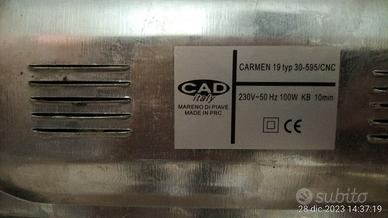 CAD
italy
MARENO DI PIAVE
MADE IN PRC
CARMEN 19 typ 30-595/CNC
230V~50 Hz 100W KB 10min
CE
subito
28-dic-2023 14:37:19